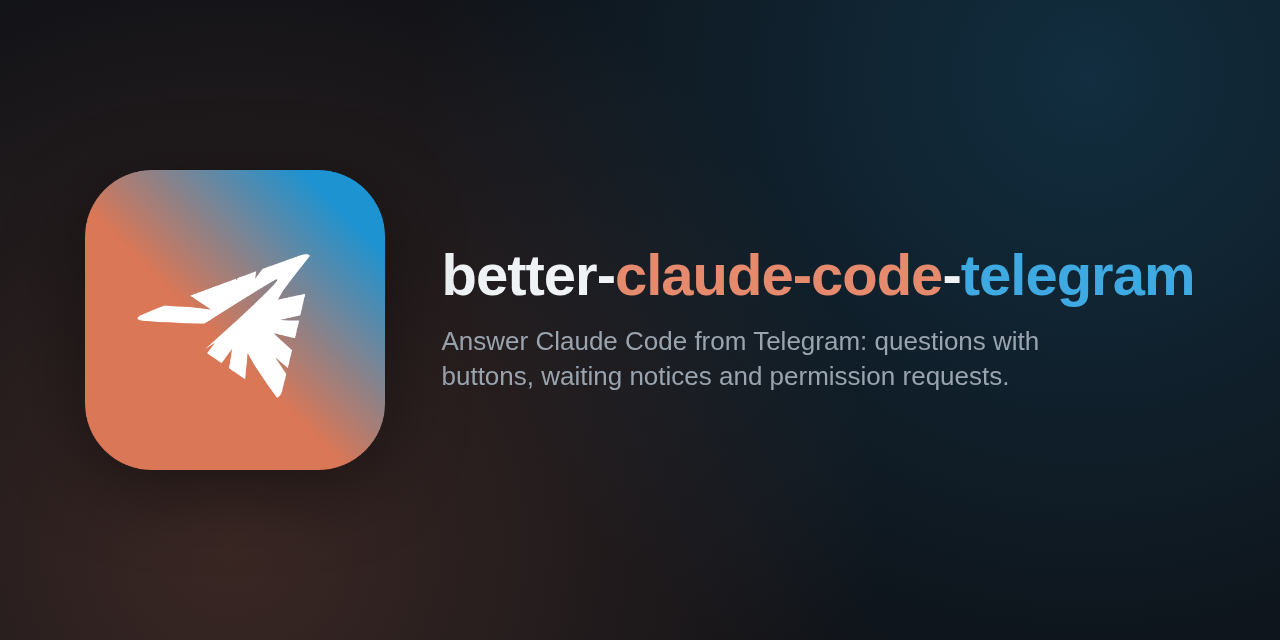 better-claude-code-telegram
Answer Claude Code from Telegram: questions with
buttons, waiting notices and permission requests.